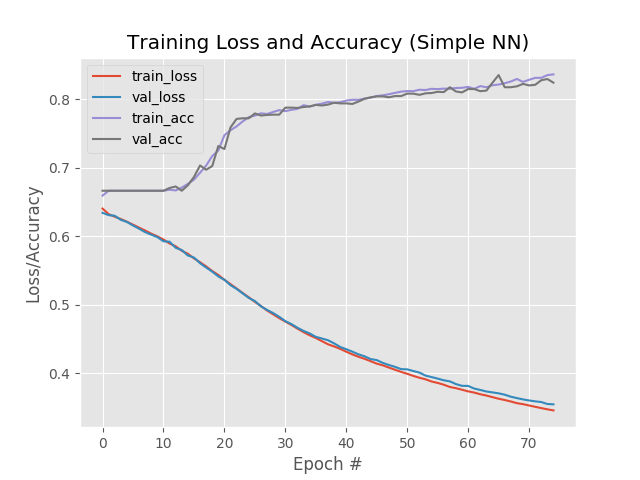 Training Loss and Accuracy (Simple NN)
train_loss
val_loss
train_acc
val_acc
0.8
0.7
0.6
0.5
0.4
Loss/Accuracy
0 10 20 30 40 50 60 70
Epoch #